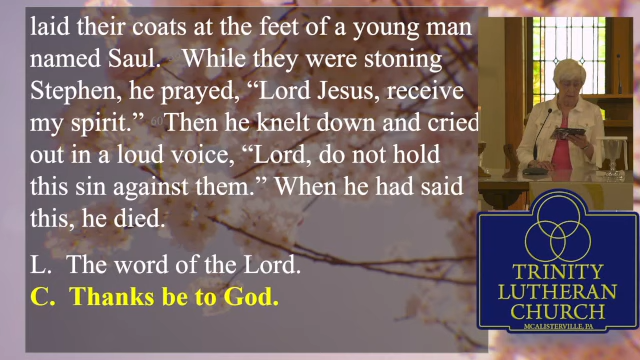 laid their coats at the feet of a young man
named Saul. While they were stoning
Stephen, he prayed, “Lord Jesus, receive
my spirit.” 60 Then he knelt down and cried
out in a loud voice, “Lord, do not hold
this sin against them.” When he had said
this, he died.
L. The word of the Lord.
C. Thanks be to God.
TRINITY
LUTHERAN
CHURCH
MCALISTERVILLE, PA